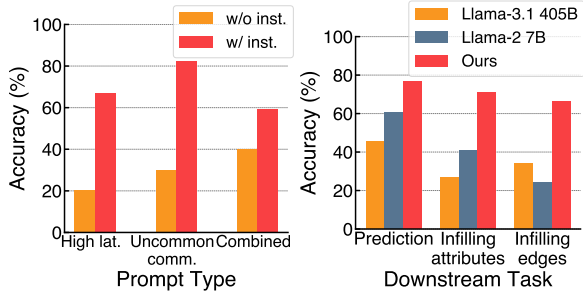 w/o inst.
w/ inst.
Accuracy (%)
100
80
60
40
20
0
High lat.
Uncommon
comm.
Combined
Prompt Type
Llama-3.1 405B
Llama-2 7B
Ours
Accuracy (%)
100
80
60
40
20
0
Prediction
Infilling
attributes
Infilling
edges
Downstream Task